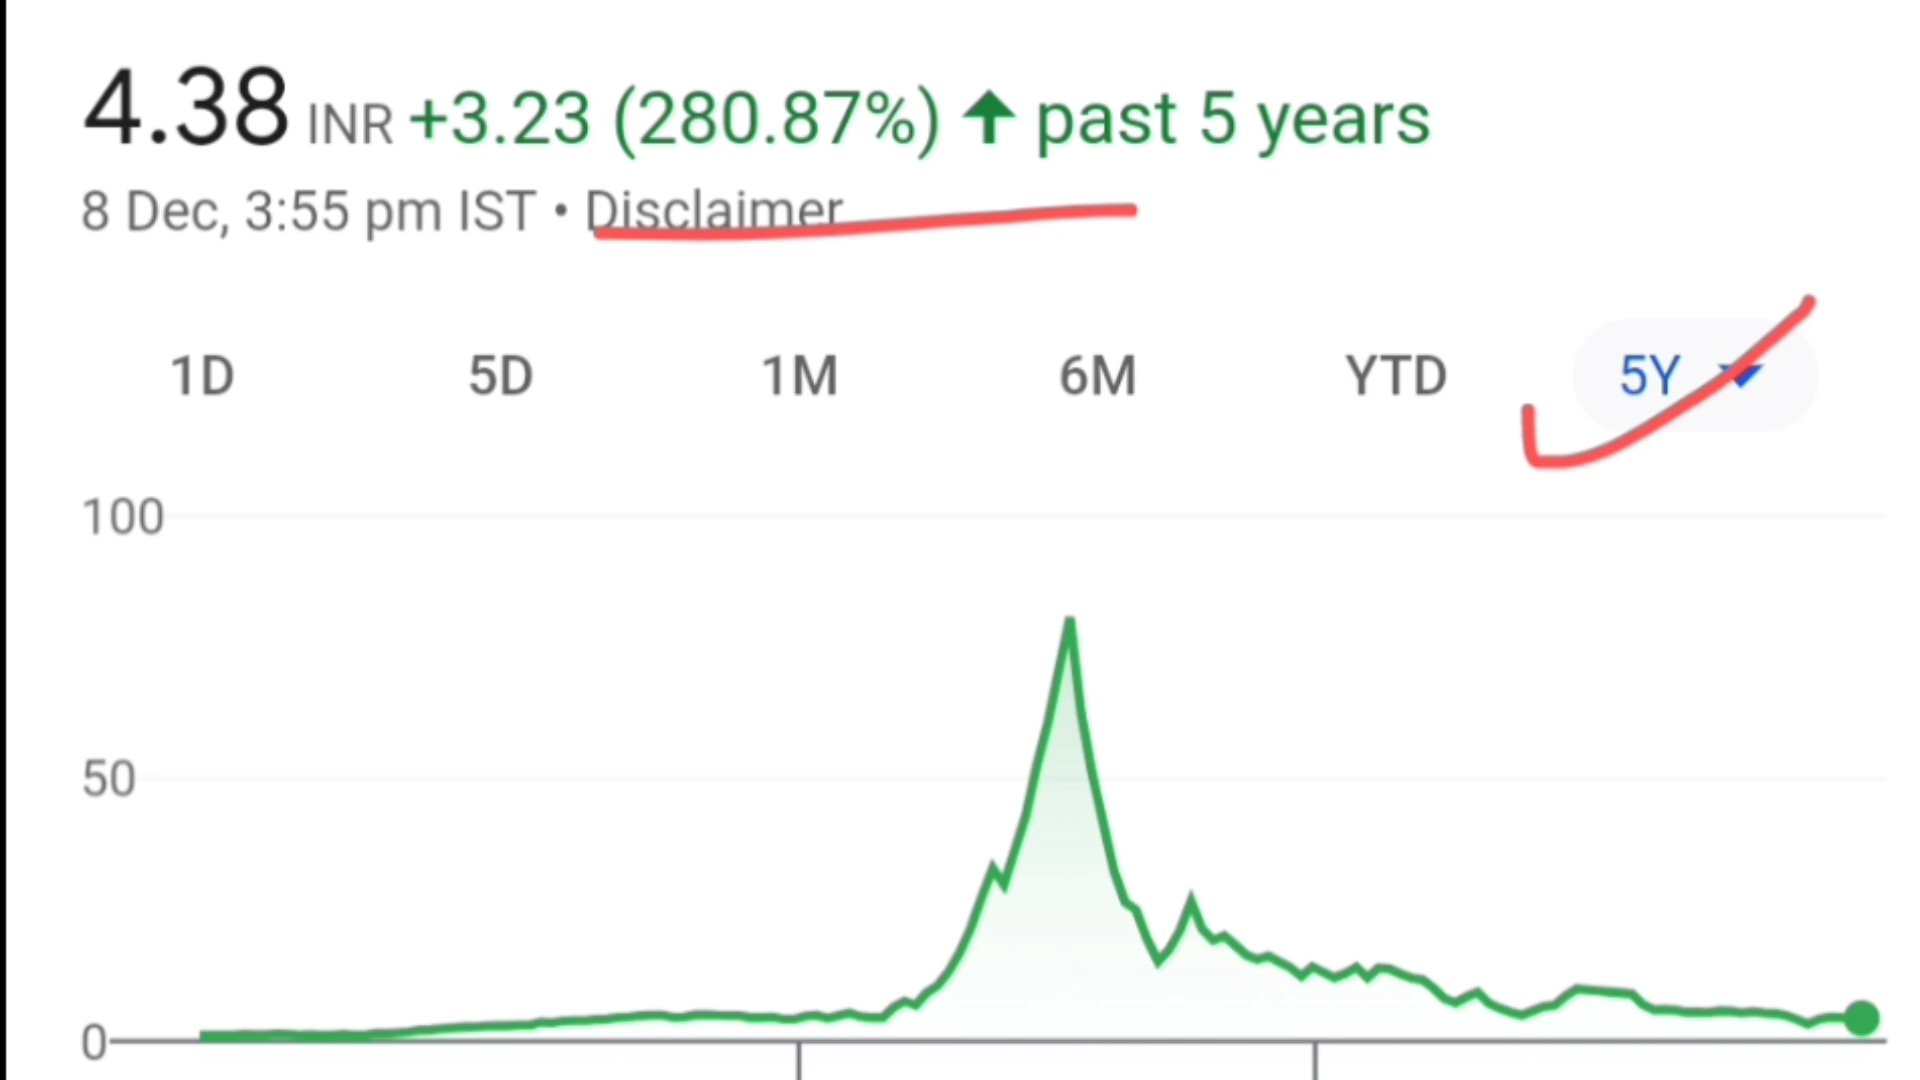 4.38 INR +3.23 (280.87%) ↑ past 5 years
8 Dec, 3:55 pm IST • Disclaimer
1D 5D 1M 6M YTD 5Y
100
50
0